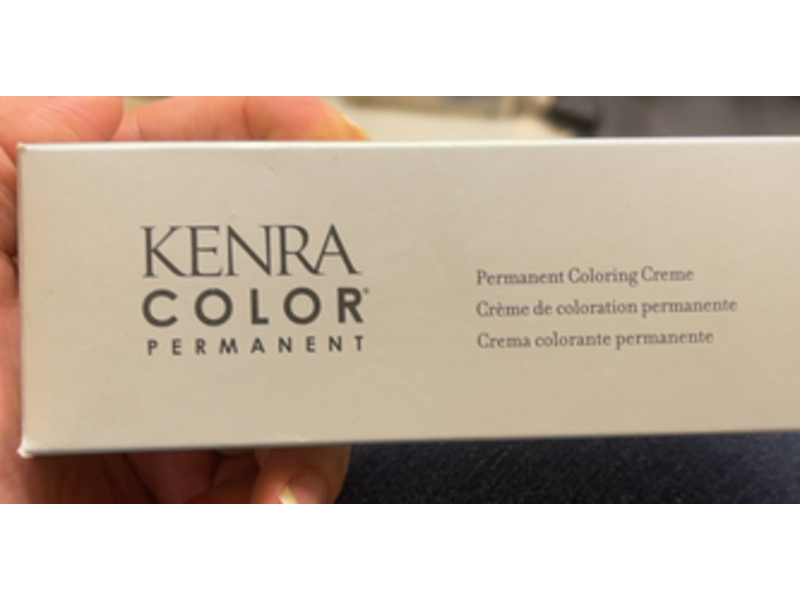 KENRA
COLOR®
PERMANENT
Permanent Coloring Creme
Crème de coloration permanente
Crema colorante permanente